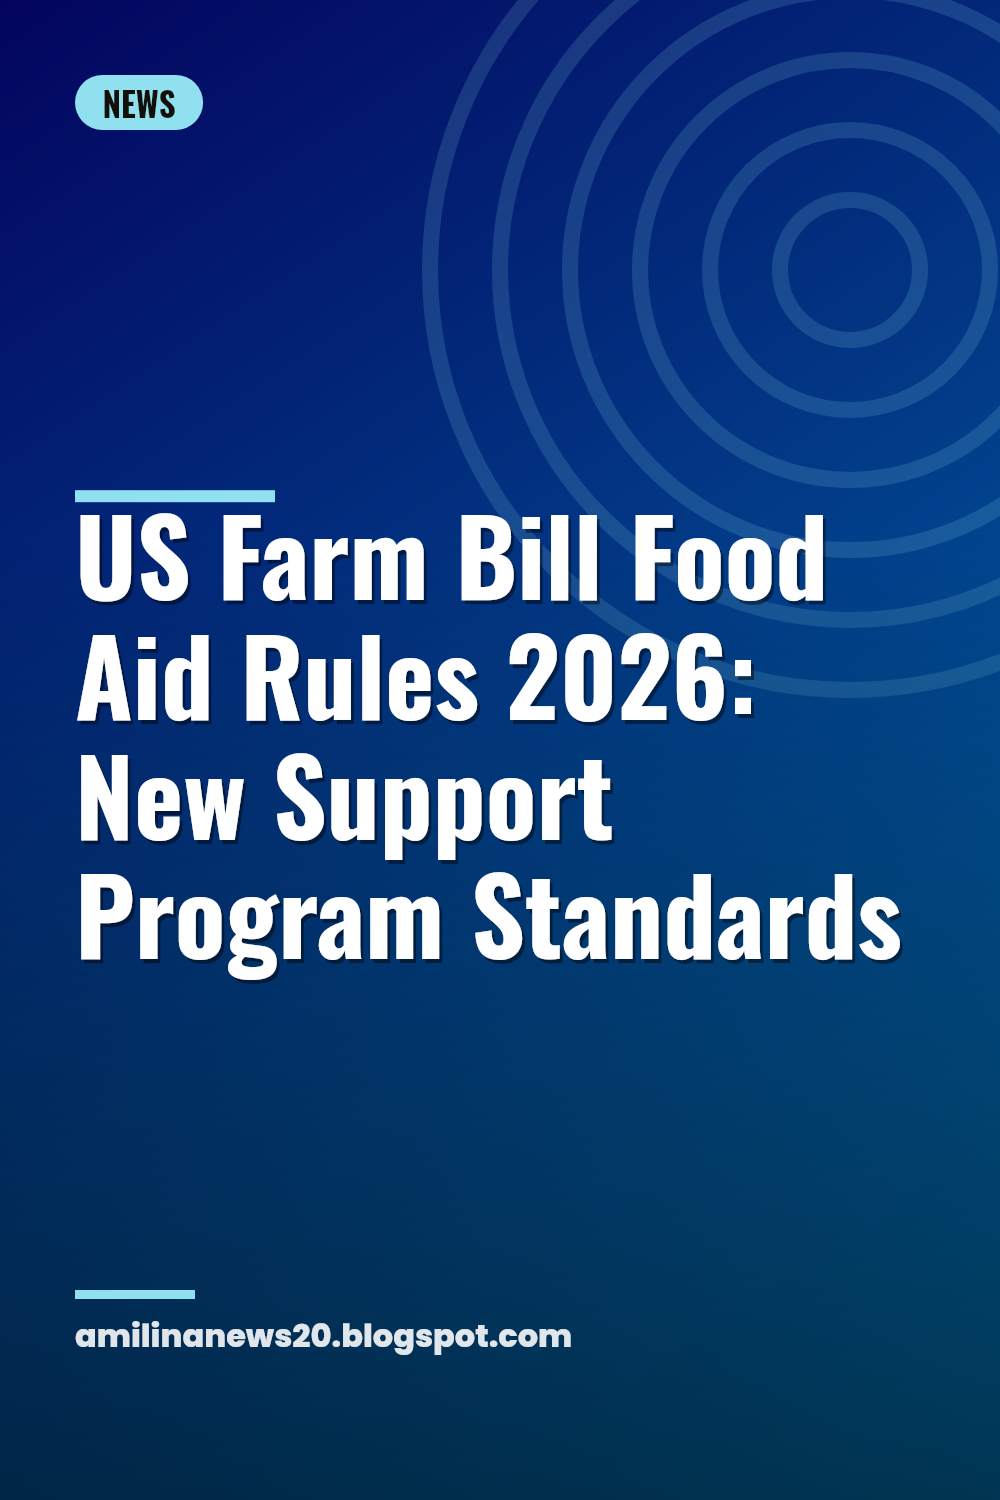 NEWS
US Farm Bill Food
Aid Rules 2026:
New Support
Program Standards
amilinanews20.blogspot.com